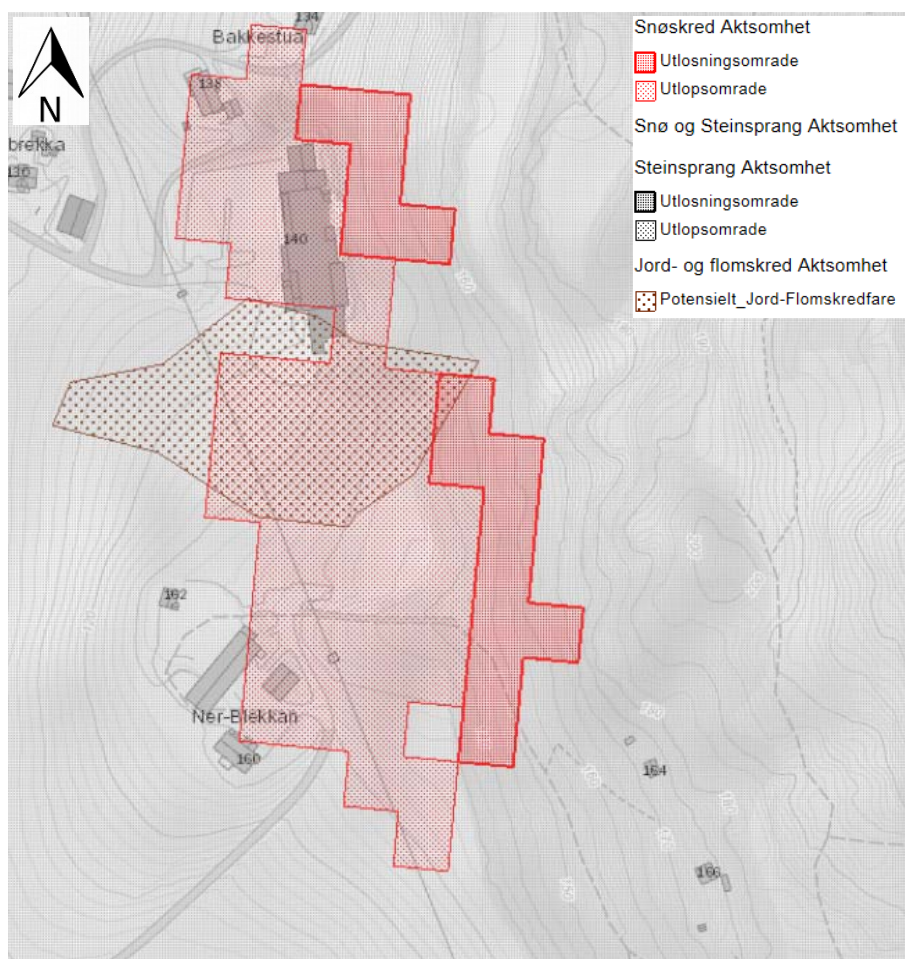 N
Snøskred Aktsomhet
Utlosningsomrade
Utlopsomrade
Snø og Steinsprang Aktsomhet
Steinsprang Aktsomhet
Utlosningsomrade
Utlopsomrade
Jord- og flomskred Aktsomhet
Potensielt_Jord-Flomskredfare
134
Bakkestua
138
brekka
136
140
162
Ner-Blekkan
160
164
166